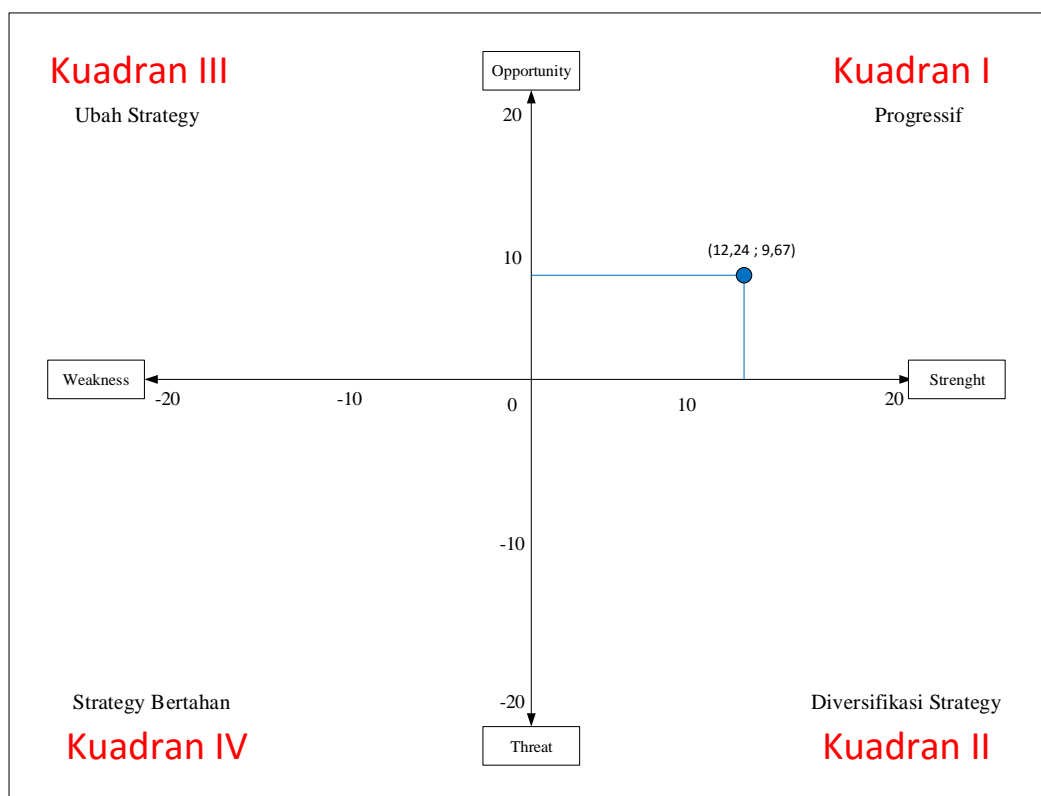 Kuadran III
Opportunity
Kuadran I
Ubah Strategy
20
Progressif
(12,24 ; 9,67)
10
Weakness
Strenght
-20
-10
0
10
20
-10
Strategy Bertahan
-20
Diversifikasi Strategy
Kuadran IV
Threat
Kuadran II